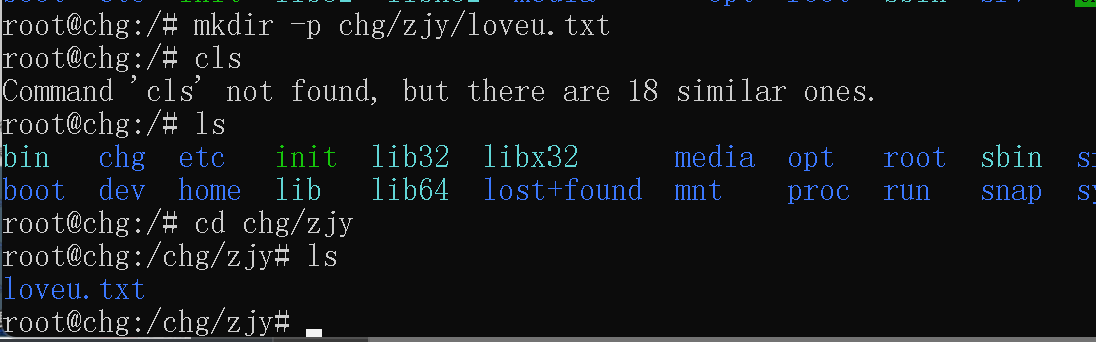 root@chg:/# mkdir -p chg/zjy/loveu.txt
root@chg:/# cls
Command 'cls' not found, but there are 18 similar ones.
root@chg:/# ls
bin chg etc init lib32 libx32 media opt root sbin
boot dev home lib lib64 lost+found mnt proc run snap
root@chg:/# cd chg/zjy
root@chg:/chg/zjy# ls
loveu.txt
root@chg:/chg/zjy#